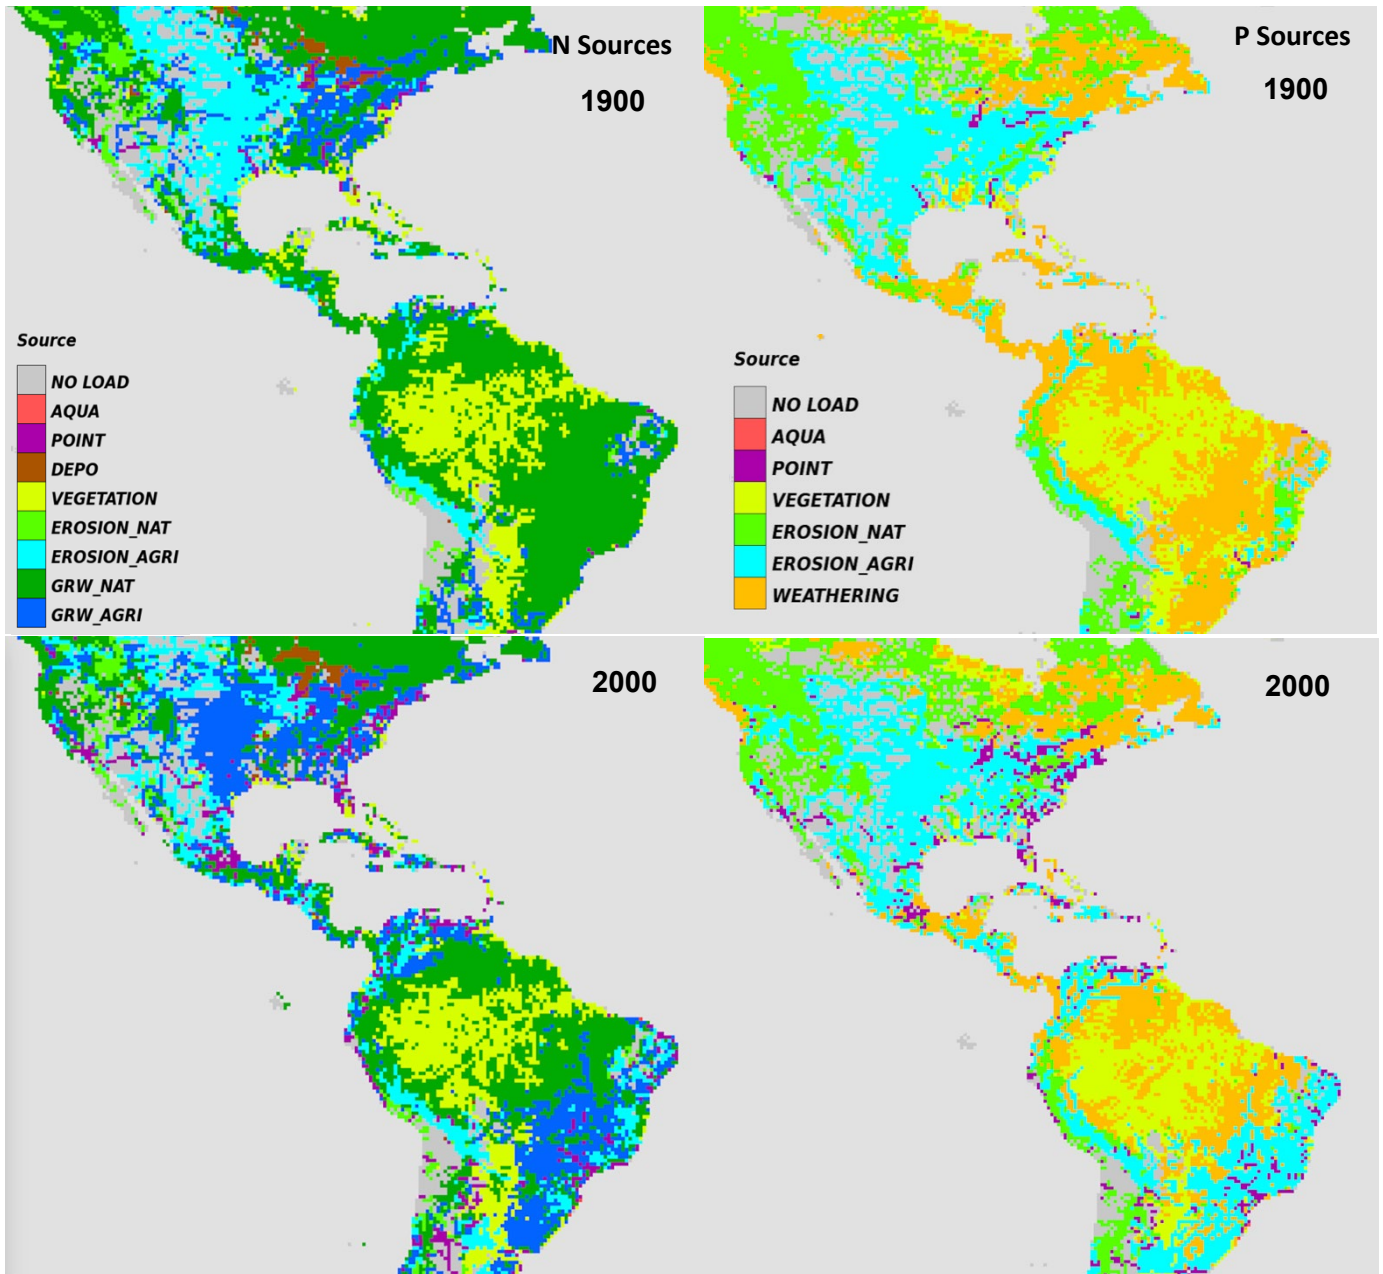 N Sources
1900
Source
NO LOAD
AQUA
POINT
DEPO
VEGETATION
EROSION_NAT
EROSION_AGRI
GRW_NAT
GRW_AGRI
P Sources
1900
Source
NO LOAD
AQUA
POINT
VEGETATION
EROSION_NAT
EROSION_AGRI
WEATHERING
2000
2000